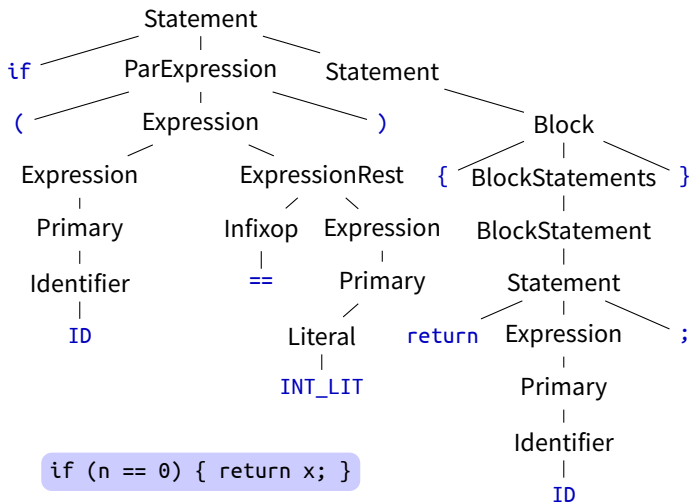 Statement
if ParExpression Statement
( Expression ) Block
Expression ExpressionRest { BlockStatements }
Primary Infixop Expression BlockStatement
Identifier == Primary Statement
ID Literal return Expression ;
INT_LIT Primary
Identifier
if (n == 0) { return x; }
ID